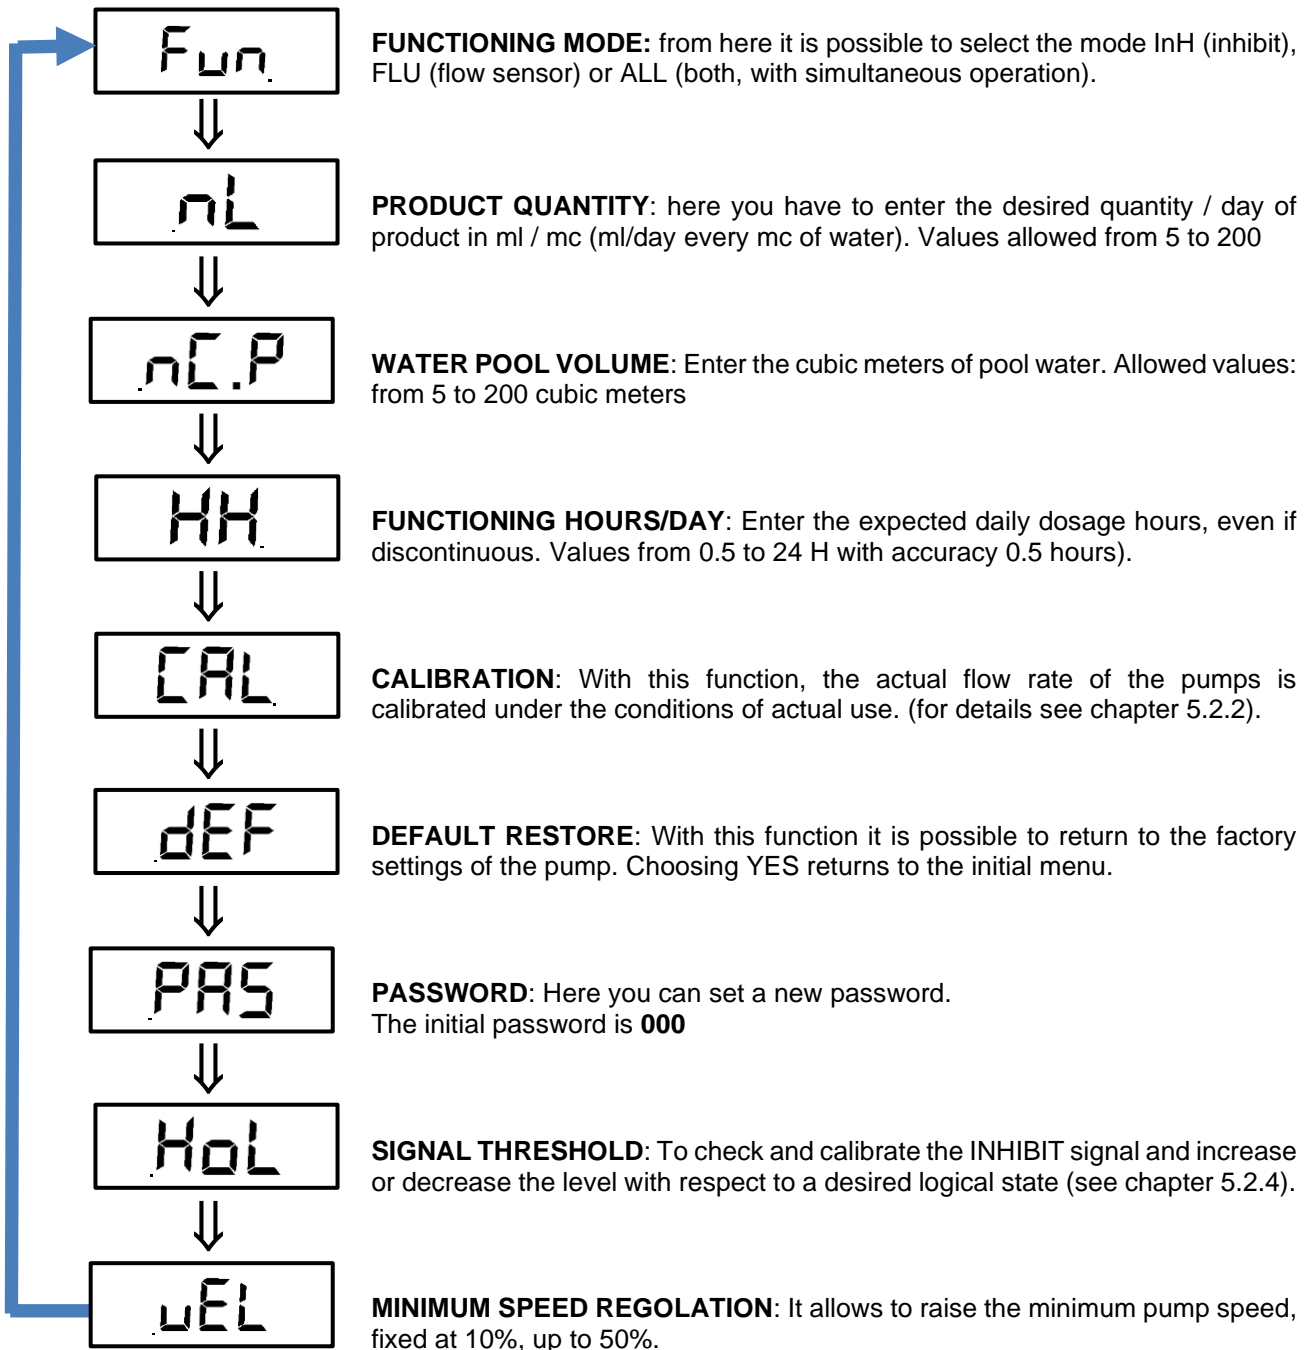 Fun
FUNCTIONING MODE: from here it is possible to select the mode InH (inhibit),
FLU (flow sensor) or ALL (both, with simultaneous operation).
nL
PRODUCT QUANTITY: here you have to enter the desired quantity / day of
product in ml / mc (ml/day every mc of water). Values allowed from 5 to 200
nC.P
WATER POOL VOLUME: Enter the cubic meters of pool water. Allowed values:
from 5 to 200 cubic meters
HH
FUNCTIONING HOURS/DAY: Enter the expected daily dosage hours, even if
discontinuous. Values from 0.5 to 24 H with accuracy 0.5 hours).
CAL
CALIBRATION: With this function, the actual flow rate of the pumps is
calibrated under the conditions of actual use. (for details see chapter 5.2.2).
dEF
DEFAULT RESTORE: With this function it is possible to return to the factory
settings of the pump. Choosing YES returns to the initial menu.
PAS
PASSWORD: Here you can set a new password.
The initial password is 000
HoL
SIGNAL THRESHOLD: To check and calibrate the INHIBIT signal and increase
or decrease the level with respect to a desired logical state (see chapter 5.2.4).
uEL
MINIMUM SPEED REGOLATION: It allows to raise the minimum pump speed,
fixed at 10%, up to 50%.